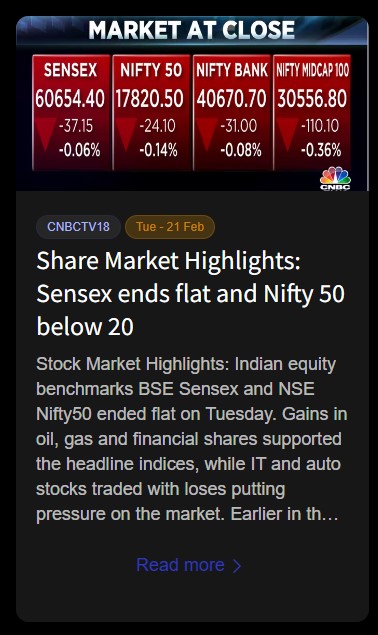 MARKET AT CLOSE
SENSEX NIFTY 50 NIFTY BANK NIFTY MIDCAP 100
60654.40 17820.50 40670.70 30556.80
-37.15 -24.10 -31.00 -110.10
-0.06% -0.14% -0.08% -0.36%
CNBC
CNBCTV18 Tue - 21 Feb
Share Market Highlights:
Sensex ends flat and Nifty 50
below 20
Stock Market Highlights: Indian equity
benchmarks BSE Sensex and NSE
Nifty50 ended flat on Tuesday. Gains in
oil, gas and financial shares supported
the headline indices, while IT and auto
stocks traded with loses putting
pressure on the market. Earlier in th…
Read more